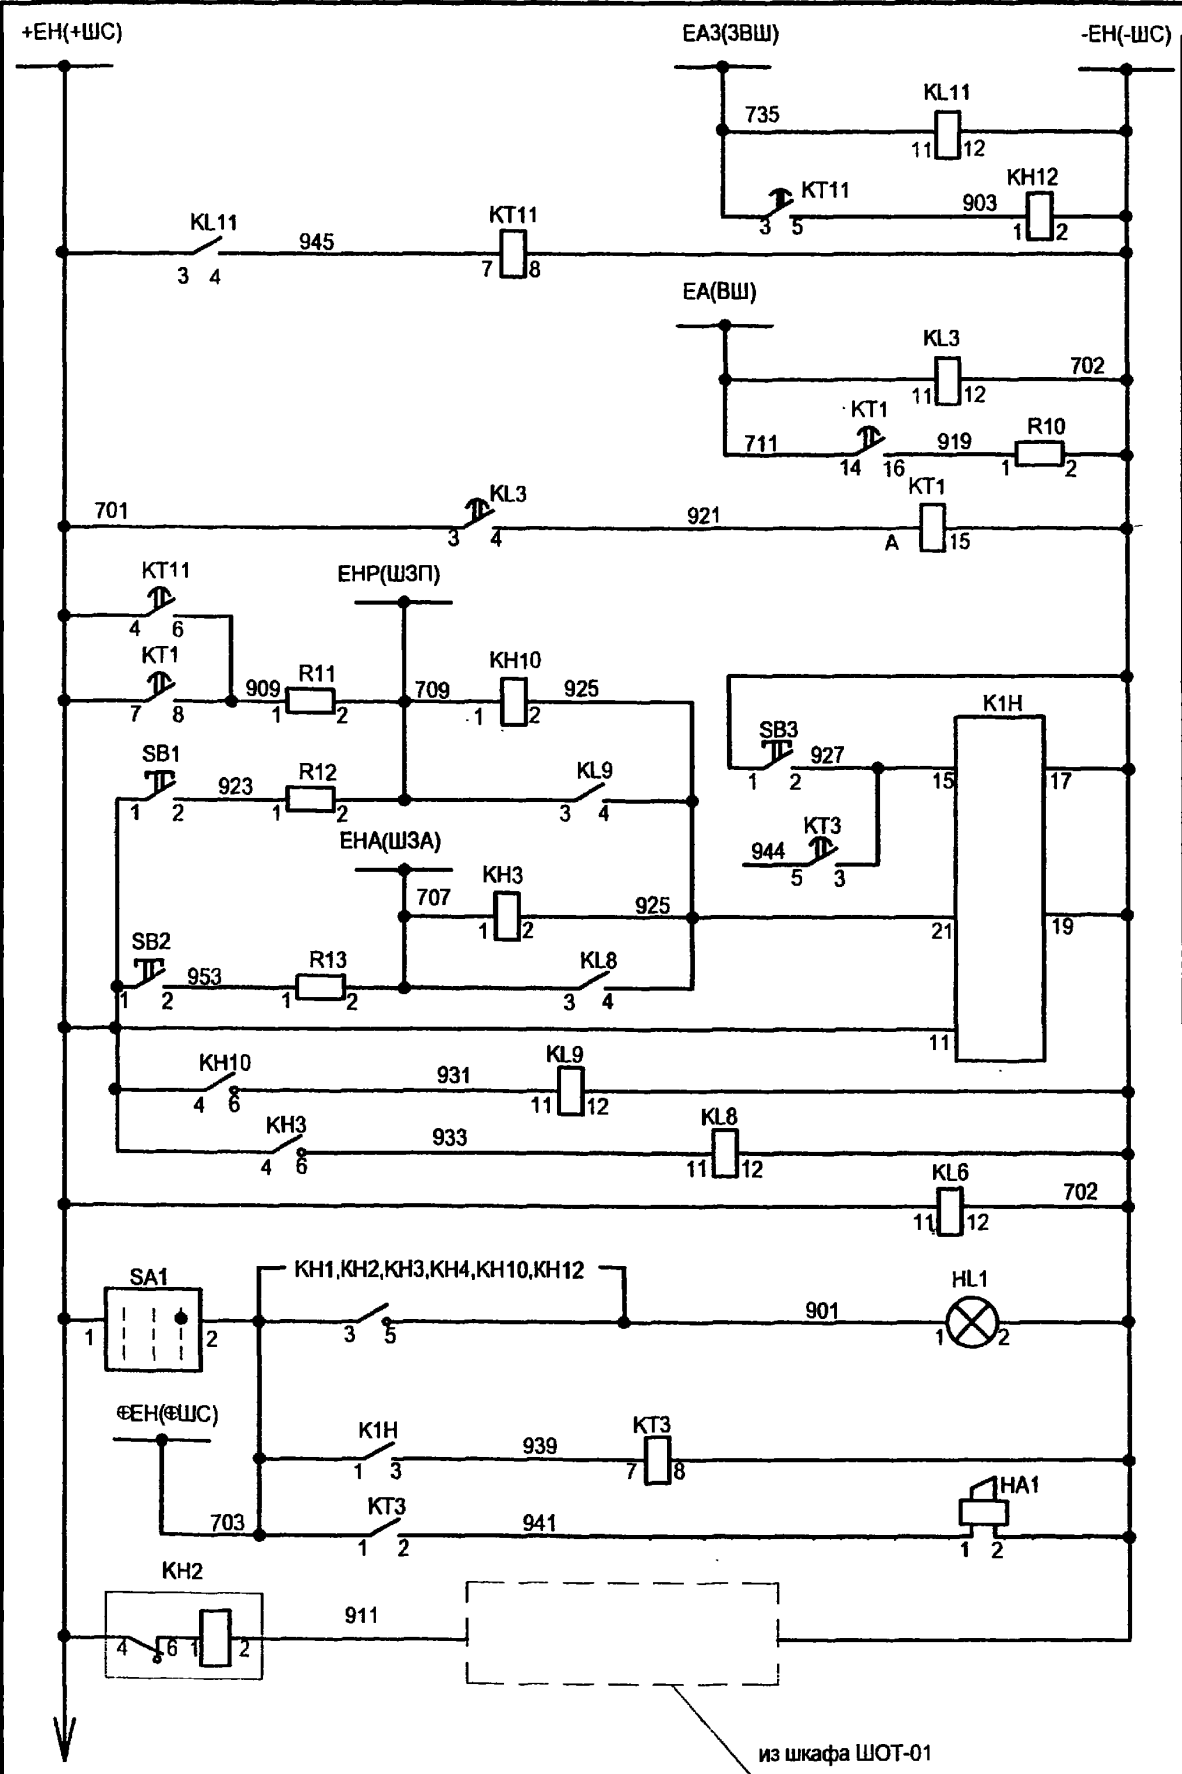 +ЕН(+ШС) ЕАЗ(ЗВШ) -ЕН(-ШС)
KL11
735
11 12
KT11 KH12
903
3 5 1 2
KL11 KT11
945
3 4 7 8
ЕА(ВШ)
KL3
702
11 12
KT1 R10
711 919
14 16 1 2
KL3 KT1
701 921
3 4 A 15
KT11 ЕНР(ШЗП)
4 6
KT1 R11 KH10 K1H
909 709 925
7 8 1 2 1 2
SB3
927
1 2 15 17
SB1 R12 KL9
923
1 2 1 2 3 4
KT3
944
5 3
ЕНА(ШЗА)
KH3
707 925
1 2 21 19
SB2 R13 KL8
953
1 2 1 2 3 4
11
KH10 KL9
931
4 6 11 12
KH3 KL8
933
4 6 11 12
KL6
702
11 12
KH1,KH2,KH3,KH4,KH10,KH12
SA1 HL1
901
1 2 3 5 1 2
⊕ЕН(⊕ШС)
K1H KT3
939
1 3 7 8
KT3 HA1
703 941
1 2 1 2
KH2
911
4 6 1 2
из шкафа ШОТ-01